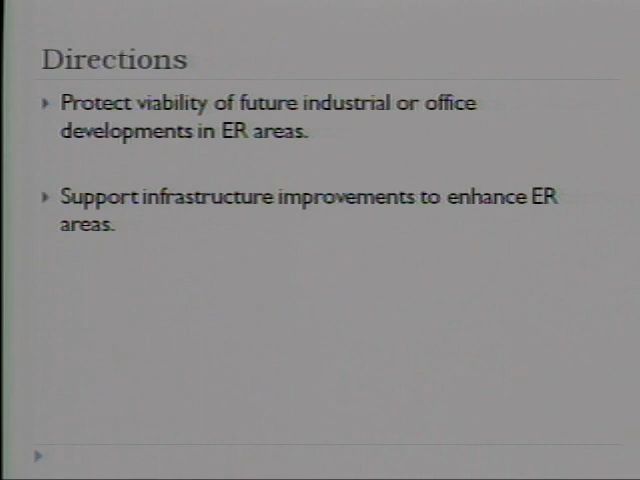 Directions
Protect viability of future industrial or office
developments in ER areas.
Support infrastructure improvements to enhance ER
areas.